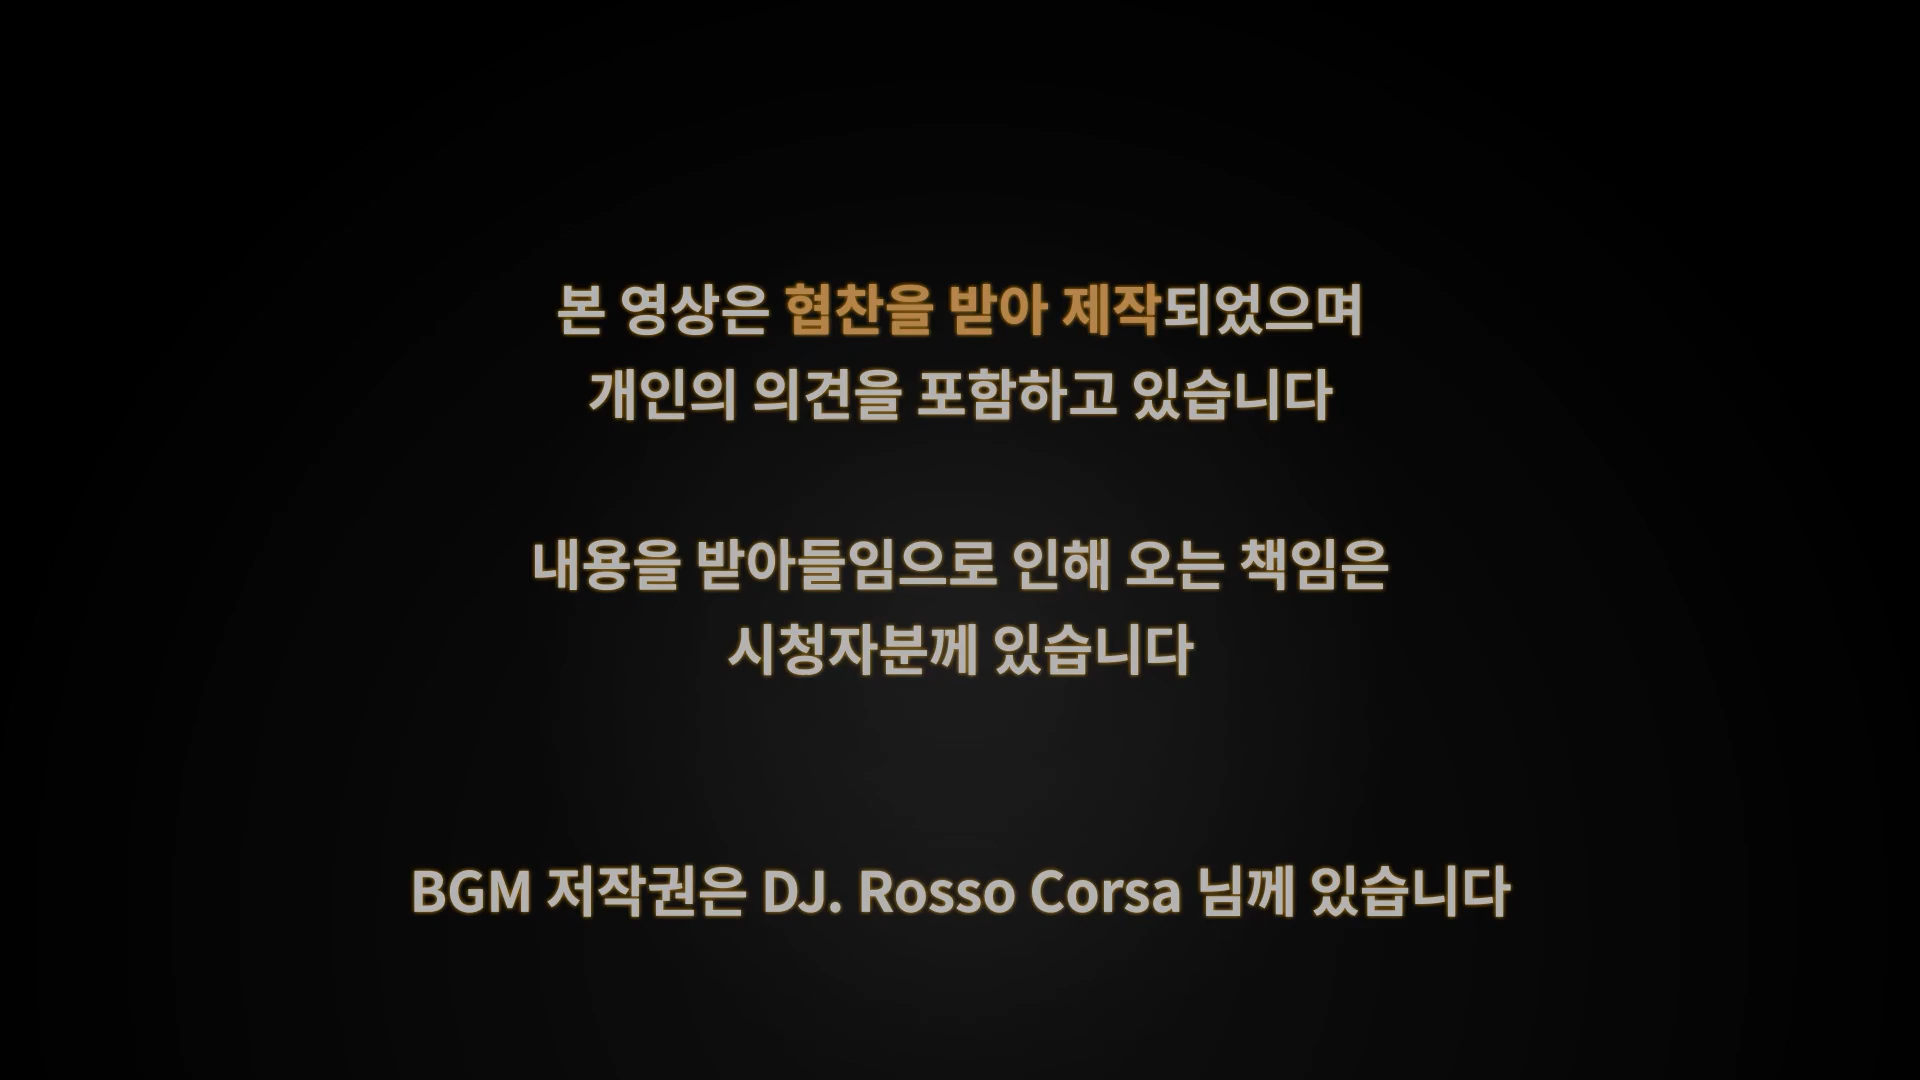 본 영상은 협찬을 받아 제작되었으며
개인의 의견을 포함하고 있습니다
내용을 받아들임으로 인해 오는 책임은
시청자분께 있습니다
BGM 저작권은 DJ. Rosso Corsa 님께 있습니다